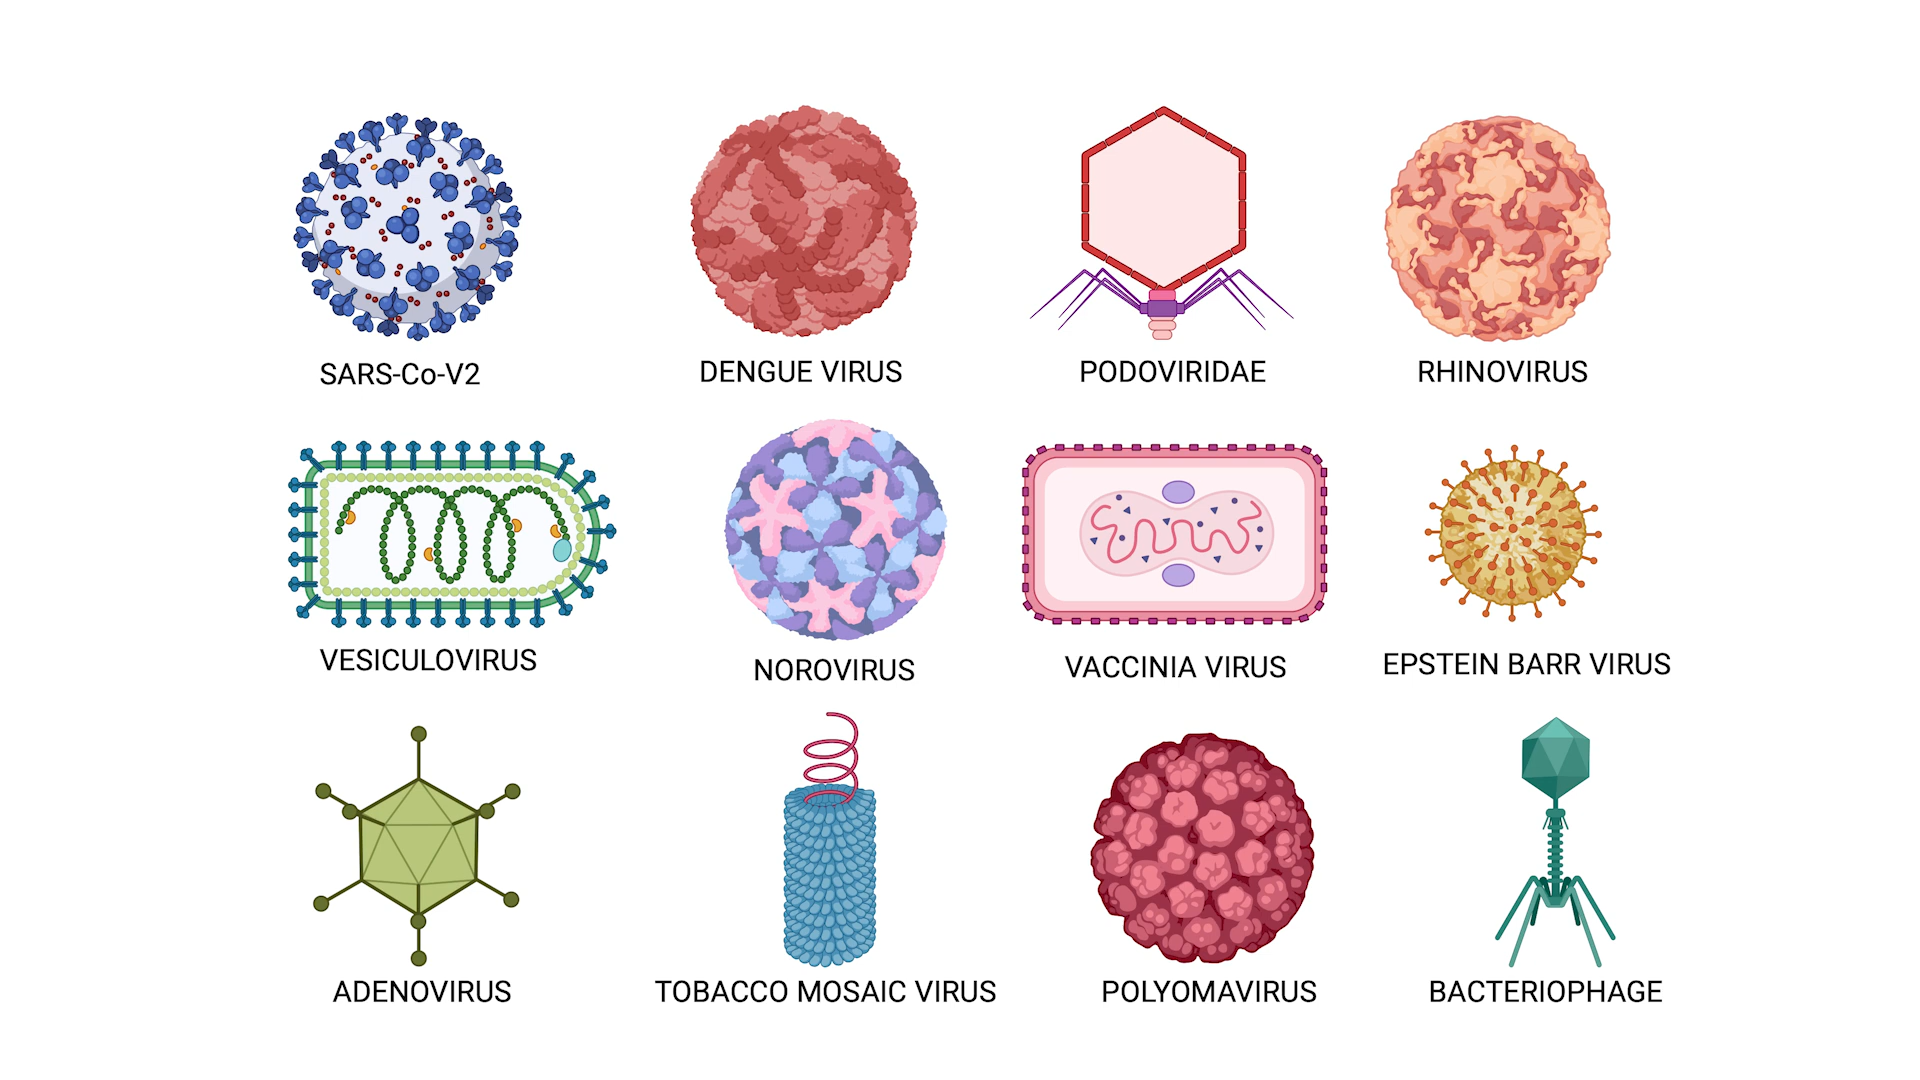 SARS-Co-V2
DENGUE VIRUS
PODOVIRIDAE
RHINOVIRUS
VESICULOVIRUS
NOROVIRUS
VACCINIA VIRUS
EPSTEIN BARR VIRUS
ADENOVIRUS
TOBACCO MOSAIC VIRUS
POLYOMAVIRUS
BACTERIOPHAGE